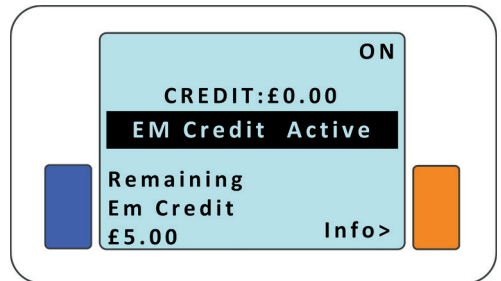 ON
CREDIT:£0.00
EM Credit Active
Remaining
Em Credit
£5.00 Info>